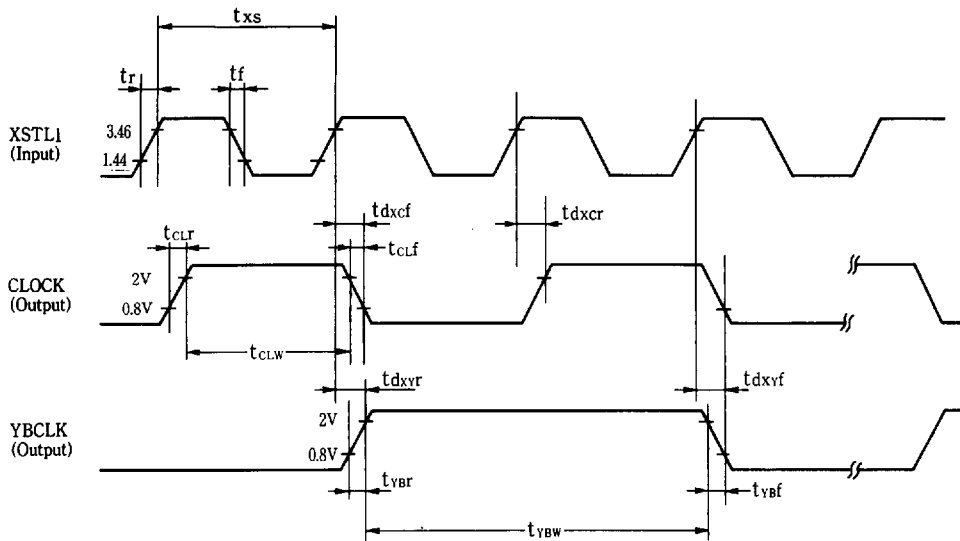 txs
tr
tf
XSTL1
(Input)
3.46
1.44
tdxcf
tdxcr
tCLr
tCLf
CLOCK
(Output)
2V
0.8V
tCLW
tdxYr
tdxYf
YBCLK
(Output)
2V
0.8V
tYBr
tYBf
tYBW